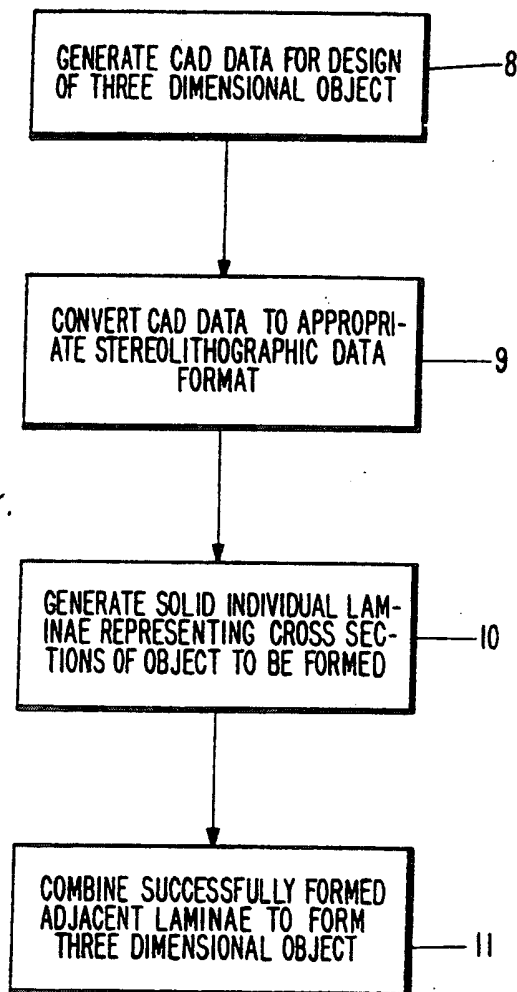 GENERATE CAD DATA FOR DESIGN
OF THREE DIMENSIONAL OBJECT
8
CONVERT CAD DATA TO APPROPRI-
ATE STEREOLITHOGRAPHIC DATA
FORMAT
9
GENERATE SOLID INDIVIDUAL LAM-
INAE REPRESENTING CROSS SEC-
TIONS OF OBJECT TO BE FORMED
10
COMBINE SUCCESSFULLY FORMED
ADJACENT LAMINAE TO FORM
THREE DIMENSIONAL OBJECT
11